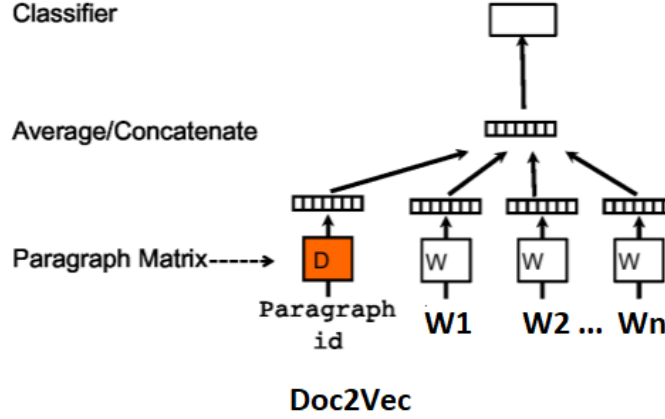 Classifier
Average/Concatenate
Paragraph Matrix
D W W W
Paragraph
id
W1 W2 ... Wn
Doc2Vec